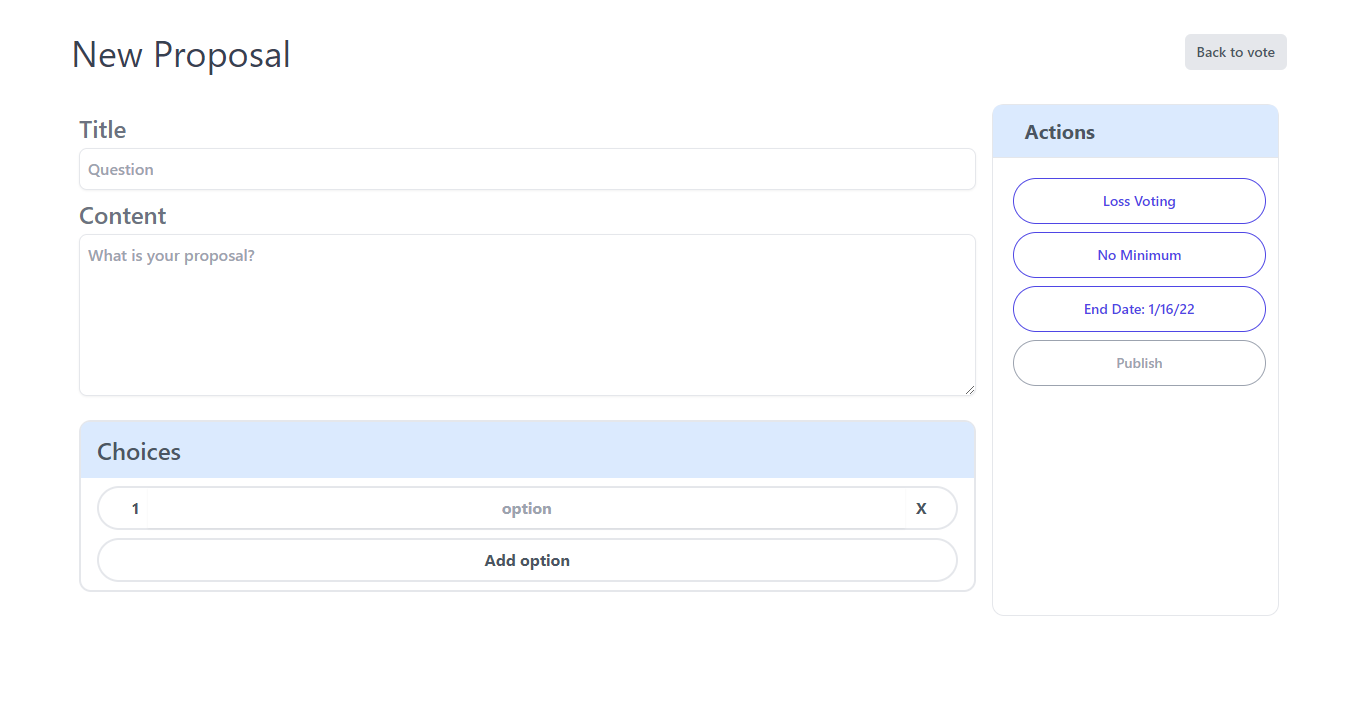 New Proposal
Back to vote
Title
Question
Content
What is your proposal?
Choices
1 option X
Add option
Actions
Loss Voting
No Minimum
End Date: 1/16/22
Publish